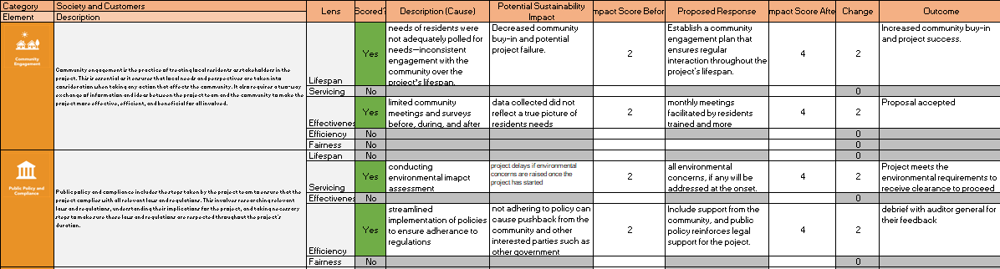 Category Society and Customers Lens Scored? Description (Cause) Potential Sustainability Impact mpact Score Befor Proposed Response mpact Score Afte Change Outcome
Element Description
Community Engagement
Community engagement is the practice of treating local residents as stakeholders in the
project. This is essential as it ensures that local needs and perspectives are taken into
consideration when taking any action that affects the community. It also requires a two-way
exchange of information and ideas between the project team and the community to make the
project more effective, efficient, and beneficial for all involved.
Lifespan
Yes
needs of residents were
not adequately polled for
needs—inconsistent
engagement with the
community over the
project's lifespan.
Decreased community
buy-in and potential
project failure.
2
Establish a community
engagement plan that
ensures regular
interaction throughout the
project's lifespan.
4
2
Increased community buy-in
and project success.
Servicing No 0
Effectivenes
Yes
limited community
meetings and surveys
before, during, and after
data collected did not
reflect a true picture of
residents needs
2
monthly meetings
facilitated by residents
trained and more
4
2
Proposal accepted
Efficiency No 0
Fairness No 0
Public Policy and
Compliance
Public policy and compliance includes the steps taken by the project team to ensure that the
project complies with all relevant laws and regulations. This involves researching relevant
laws and regulations, understanding their implications for the project, and taking necessary
steps to make sure these laws and regulations are respected throughout the project's
duration.
Lifespan No 0
Servicing
Yes
conducting
environmental imapct
assessment
project delays if environmental
concerns are raised once the
project has started
2
all environmental
concerns, if any will be
addressed at the onset.
4
2
Project meets the
environmental requirements to
receive clearance to proceed
Effectivenes No 0
Efficiency
Yes
streamlined
implementation of policies
to ensure adherance to
regulations
not adhering to policy can
cause pushback from the
community and other
interested parties such as
other government
2
Include support from the
community, and public
policy reinforces legal
support for the poject.
4
2
debrief with auditor general for
their feedback
Fairness No 0